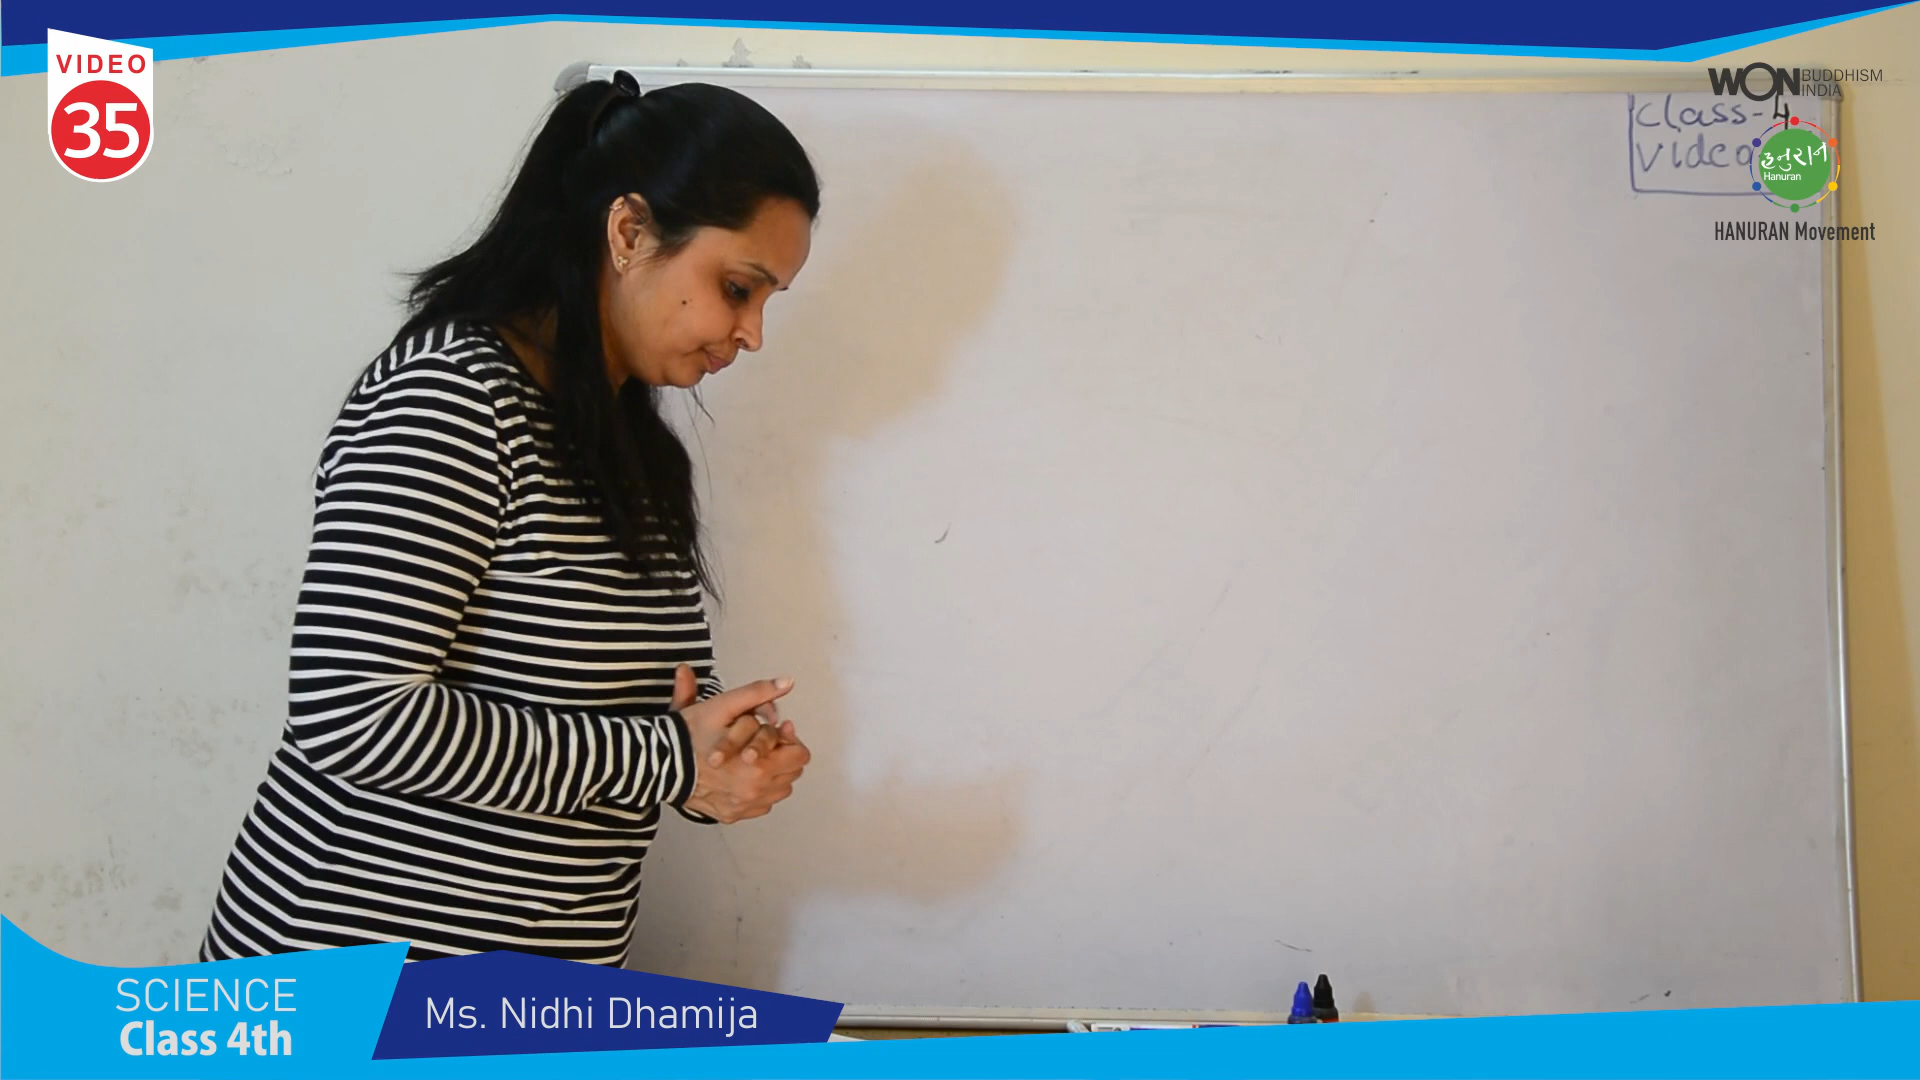 VIDEO
35
WON BUDDHISM INDIA
Class-4
Video
हनुरान
Hanuran
HANURAN Movement
SCIENCE
Class 4th
Ms. Nidhi Dhamija